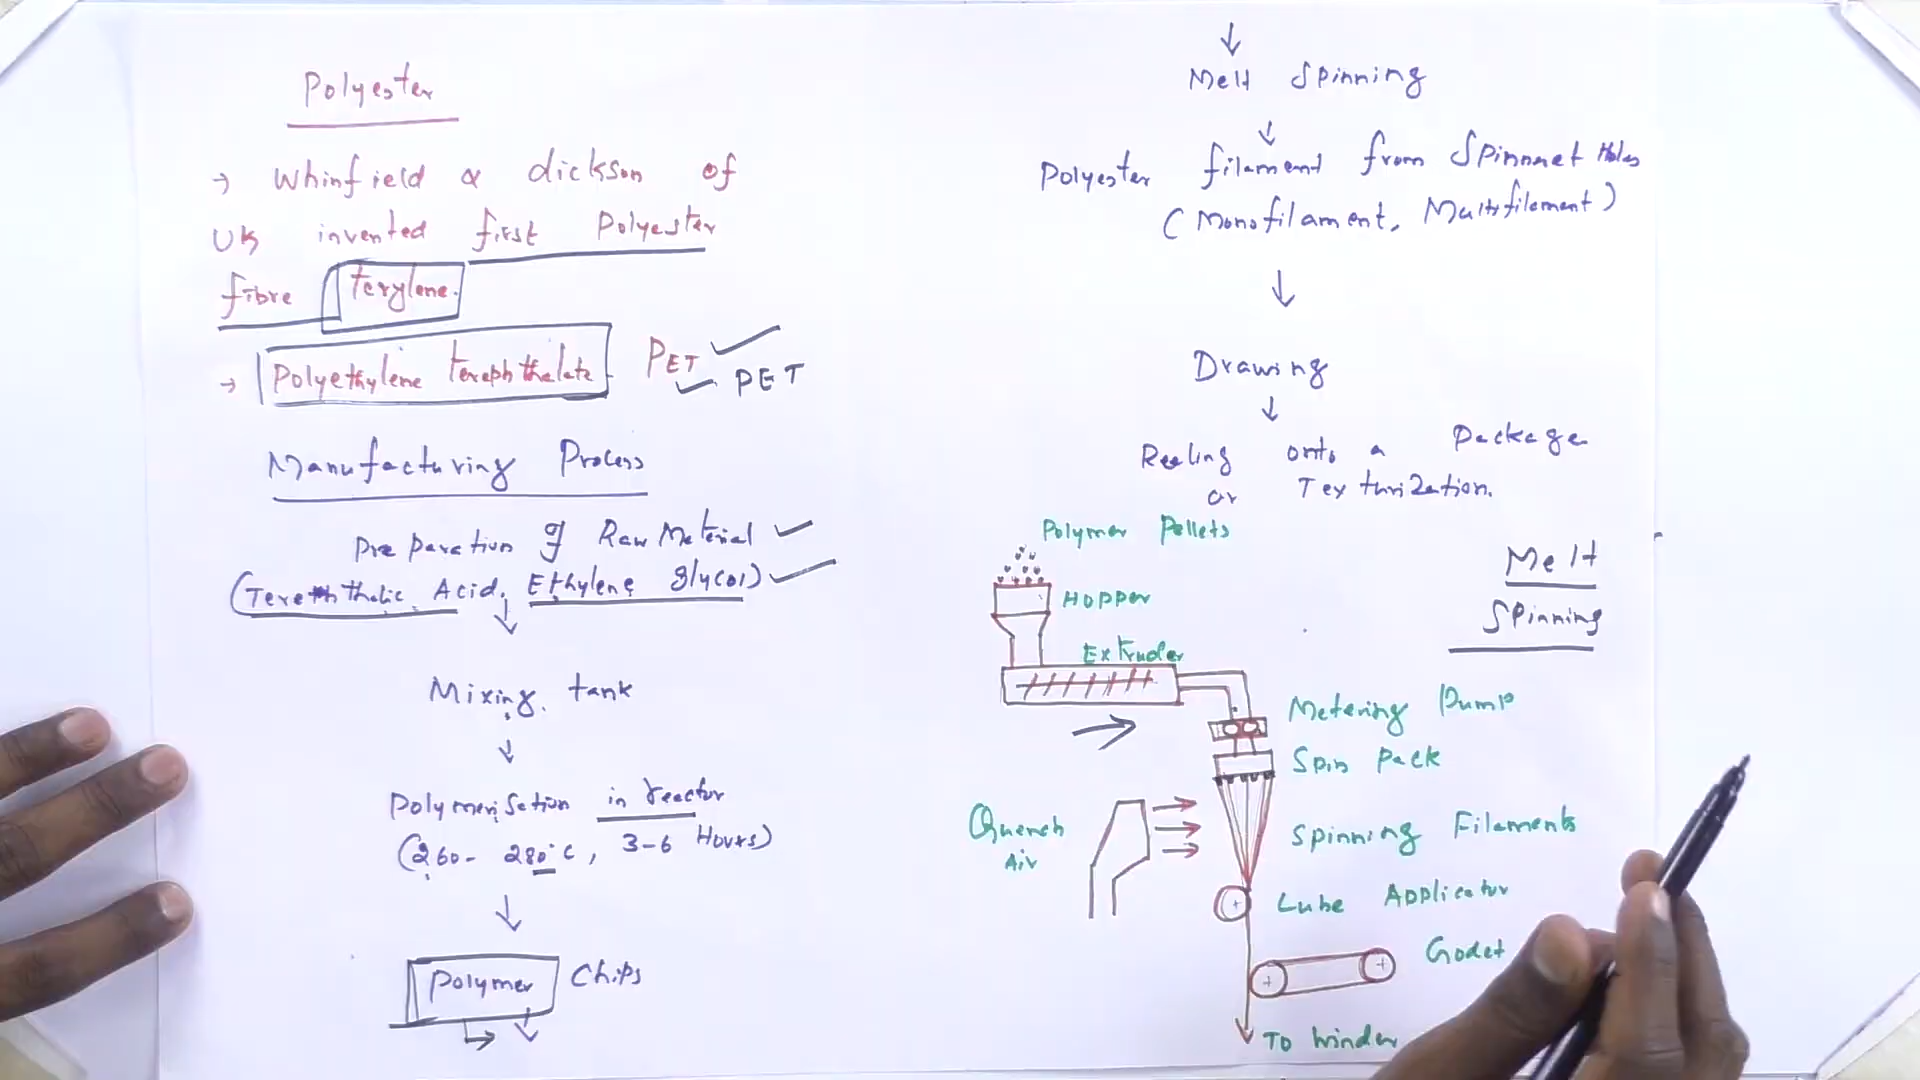 Polyester
→ Whinfield & dickson of
UK invented first Polyester
fibre terylene.
→ Polyethylene terephthalate PET
PET
Manufacturing Process
Preparation of Raw Material
(Terephthalic Acid, Ethylene glycol)
↓
Mixing tank
↓
Polymerisation in reactor
(260- 280°C, 3-6 Hours)
↓
Polymer Chips
↓
Melt Spinning
↓
Polyester filament from Spinnaret Holes
(Monofilament, Multifilament)
↓
Drawing
↓
Reeling onto a Package
or Texturization.
Polymer Pellets
Hopper
Extruder
Melt
Spinning
Metering Pump
Spin Pack
Quench
Air
Spinning Filaments
Lube Applicator
Godet
To Winder